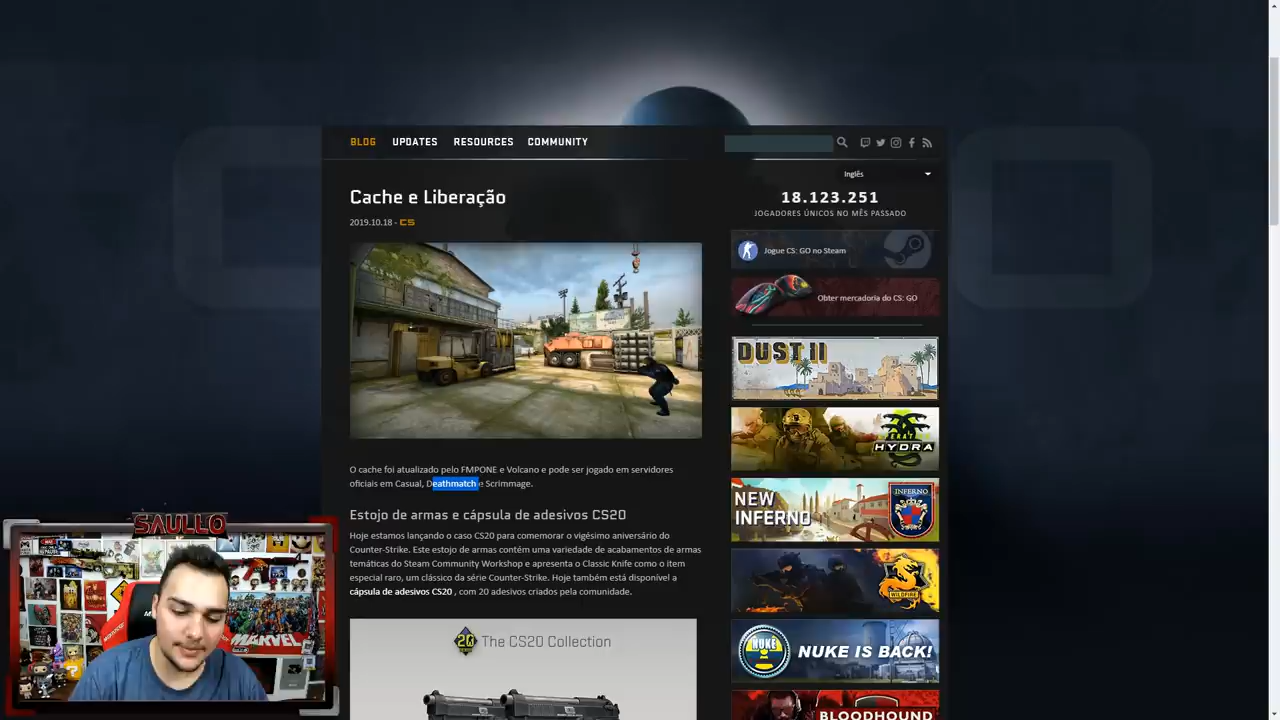 BLOG UPDATES RESOURCES COMMUNITY
Inglês
Cache e Liberação
2019.10.18 - CS
18.123.251
JOGADORES ÚNICOS NO MÊS PASSADO
Jogue CS: GO no Steam
Obter mercadoria do CS: GO
DUST II
HYDRA
NEW
INFERNO
INFERNO
WILDFIRE
NUKE
NUKE IS BACK!
BLOODHOUND
O cache foi atualizado pelo FMPONE e Volcano e pode ser jogado em servidores
oficiais em Casual, Deathmatch e Scrimmage.
Estojo de armas e cápsula de adesivos CS20
Hoje estamos lançando o caso CS20 para comemorar o vigésimo aniversário do
Counter-Strike. Este estojo de armas contém uma variedade de acabamentos de armas
temáticas do Steam Community Workshop e apresenta o Classic Knife como o item
especial raro, um clássico da série Counter-Strike. Hoje também está disponível a
cápsula de adesivos CS20 , com 20 adesivos criados pela comunidade.
20 The CS20 Collection
SAULLO
MARVEL